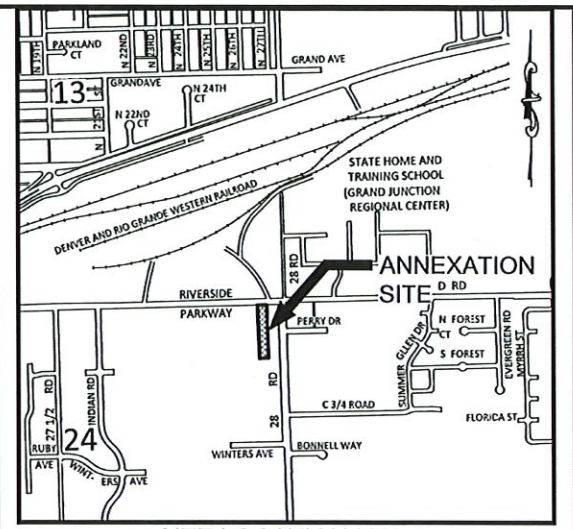 PARKLAND
CT
N 19TH
N 22ND
N 23RD
N 24TH
N 25TH
N 26TH
N 27TH
GRAND AVE
13
GRANDAVE
N 24TH
CT
N 22ND
CT
STATE HOME AND
TRAINING SCHOOL
(GRAND JUNCTION
REGIONAL CENTER)
DENVER AND RIO GRANDE WESTERN RAILROAD
28 RD
ANNEXATION
SITE
D RD
RIVERSIDE
PARKWAY
PERRY DR
N FOREST
CT
S FOREST
SUMMER GLEN DR
EVERGREEN RD
MYRRH ST
27 1/2 RD
INDIAN RD
28 RD
C 3/4 ROAD
FLORICA ST
RUBY
AVE
24
WINT-
ERS AVE
WINTERS AVE
BONNELL WAY